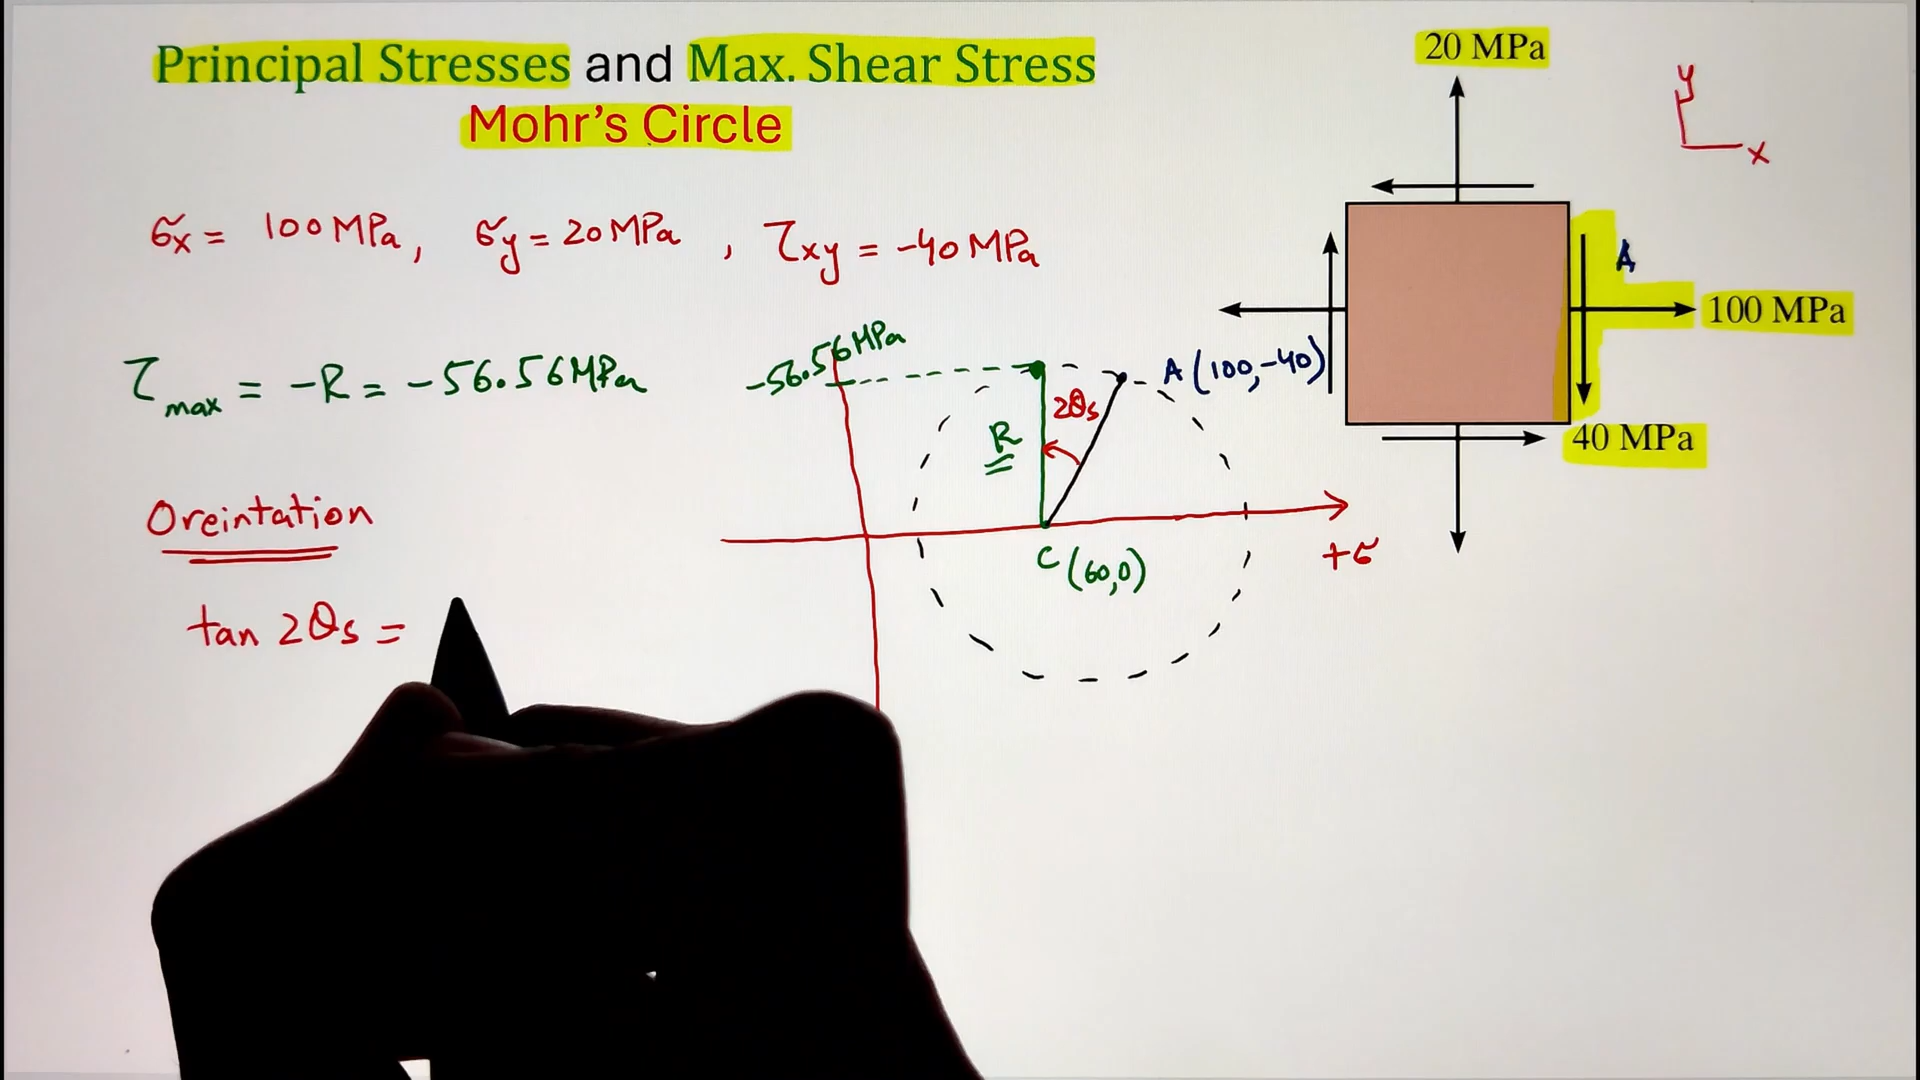 Principal Stresses and Max. Shear Stress
Mohr's Circle
20 MPa
y
x
σx = 100 MPa, σy = 20 MPa, τxy = -40 MPa
A
100 MPa
40 MPa
τmax = -R = -56.56 MPa
-56.56 MPa
A (100, -40)
2θs
R
C (60,0)
+σ
Oreintation
tan 2θs =